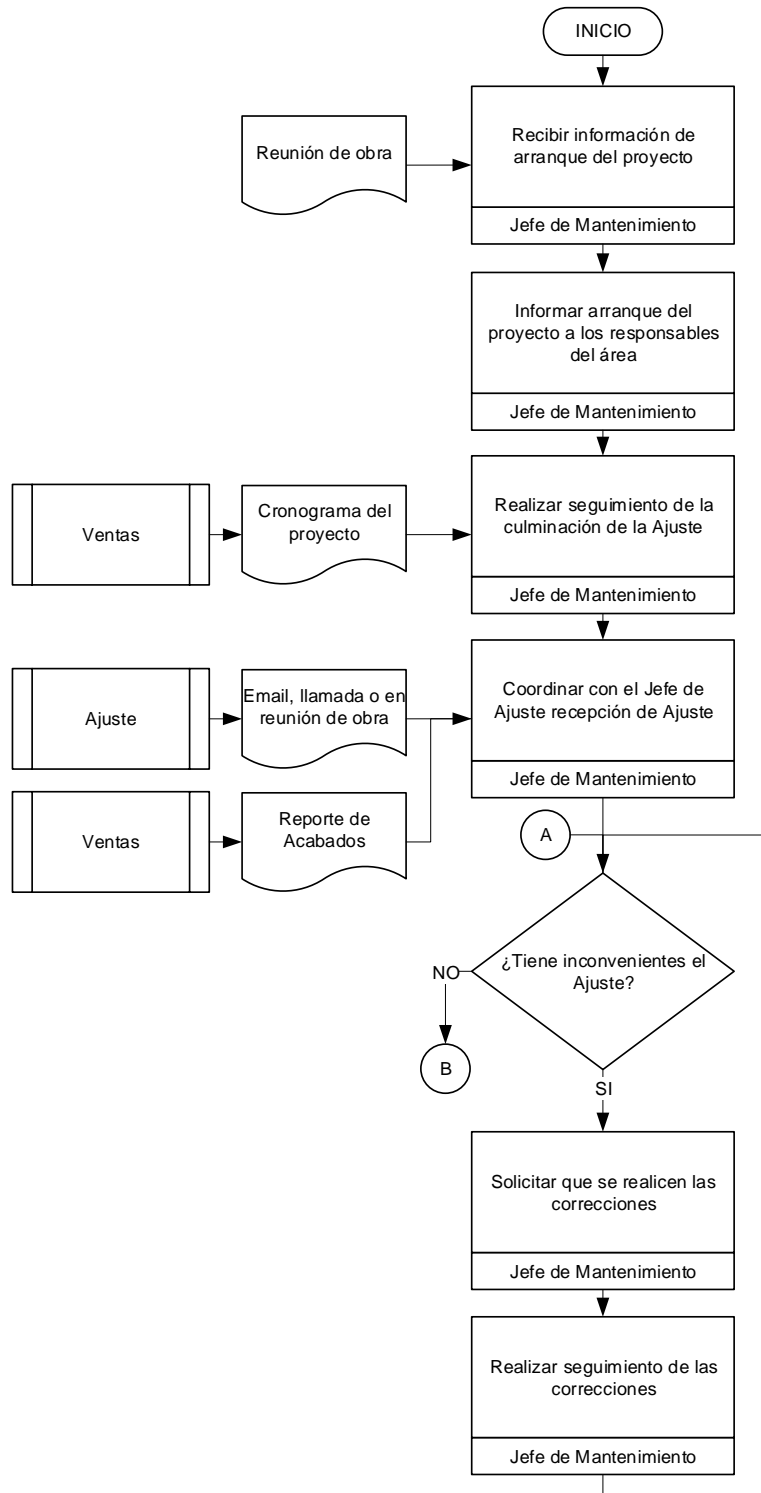 INICIO
Reunión de obra
Recibir información de
arranque del proyecto
Jefe de Mantenimiento
Informar arranque del
proyecto a los responsables
del área
Jefe de Mantenimiento
Ventas
Cronograma del
proyecto
Realizar seguimiento de la
culminación de la Ajuste
Jefe de Mantenimiento
Ajuste
Email, llamada o en
reunión de obra
Coordinar con el Jefe de
Ajuste recepción de Ajuste
Jefe de Mantenimiento
Ventas
Reporte de
Acabados
A
¿Tiene inconvenientes el
Ajuste?
NO
B
SI
Solicitar que se realicen las
correcciones
Jefe de Mantenimiento
Realizar seguimiento de las
correcciones
Jefe de Mantenimiento